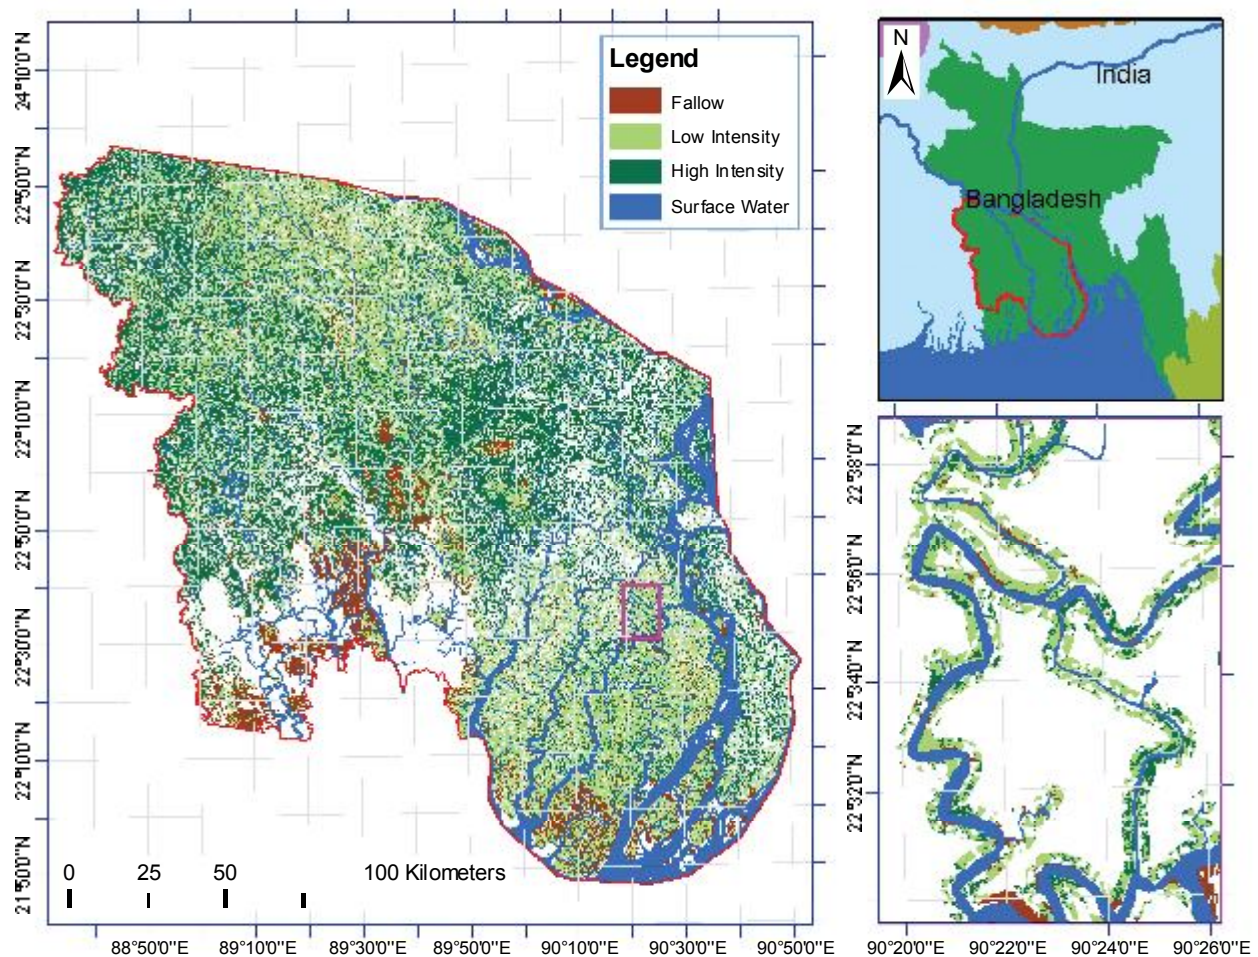 Legend
Fallow
Low Intensity
High Intensity
Surface Water
24°10'0"N
22°50'0"N
22°30'0"N
22°10'0"N
22°50'0"N
22°30'0"N
22°10'0"N
21°50'0"N
0 25 50 100 Kilometers
88°50'0"E 89°10'0"E 89°30'0"E 89°50'0"E 90°10'0"E 90°30'0"E 90°50'0"E
N
India
Bangladesh
22°38'0"N
22°36'0"N
22°34'0"N
22°32'0"N
90°20'0"E 90°22'0"E 90°24'0"E 90°26'0"E